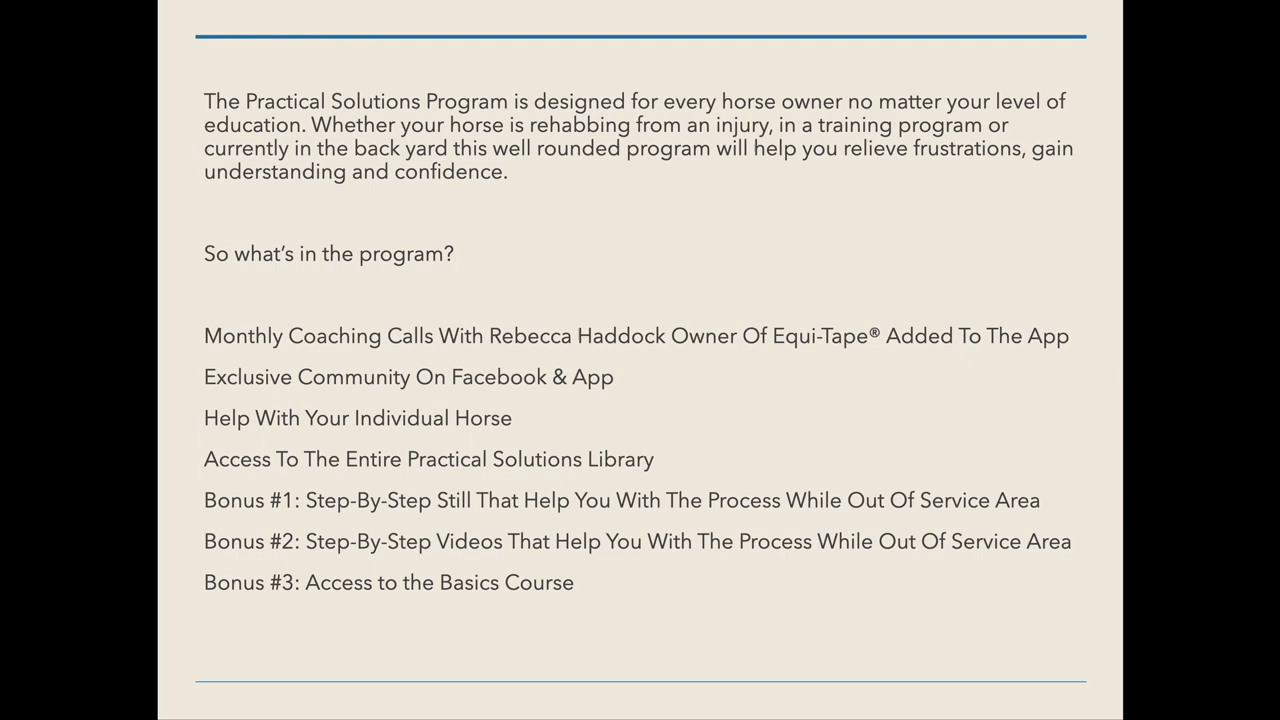 The Practical Solutions Program is designed for every horse owner no matter your level of
education. Whether your horse is rehabbing from an injury, in a training program or
currently in the back yard this well rounded program will help you relieve frustrations, gain
understanding and confidence.
So what's in the program?
Monthly Coaching Calls With Rebecca Haddock Owner Of Equi-Tape® Added To The App
Exclusive Community On Facebook & App
Help With Your Individual Horse
Access To The Entire Practical Solutions Library
Bonus #1: Step-By-Step Still That Help You With The Process While Out Of Service Area
Bonus #2: Step-By-Step Videos That Help You With The Process While Out Of Service Area
Bonus #3: Access to the Basics Course